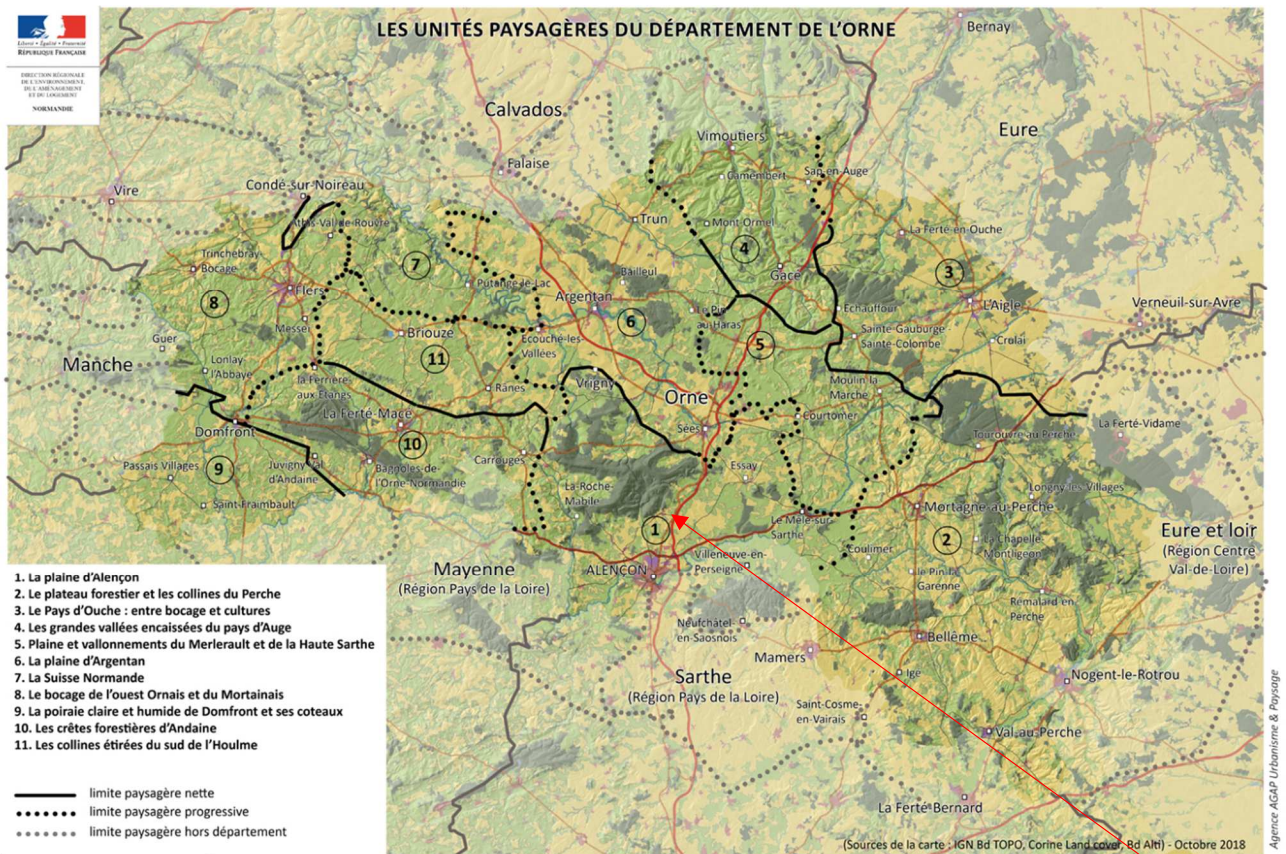 LES UNITÉS PAYSAGÈRES DU DÉPARTEMENT DE L'ORNE
Liberté • Égalité • Fraternité
RÉPUBLIQUE FRANÇAISE
DIRECTION RÉGIONALE
DE L'ENVIRONNEMENT,
DE L'AMÉNAGEMENT
ET DU LOGEMENT
NORMANDIE
Bernay
Calvados
Eure
Vimoutiers
Falaise
Camembert
Sap-en-Auge
Vire
Condé-sur-Noireau
Athis-Val-de-Rouvre
Trun
Mont Ormel
La Ferté-en-Ouche
4
Trinchebray-
Bocage
7
Bailleul
Gacé
3
Flers
Putange-le-Lac
Argentan
8
Le Pin
au Haras
Echauffour
L'Aigle
Verneuil-sur-Avre
Messei
Briouze
6
Ecouché-les-
Vallées
5
Sainte-Gauburge-
Sainte-Colombe
Crulai
Guer
Manche
11
Lonlay-
l'Abbaye
la Ferrière-
aux Etangs
Rânes
Vrigny
Moulin la
Marche
Orne
La Ferté-Macé
Courtomer
Domfront
Sées
La Ferté-Vidame
10
Tourouvre au Perche
Carrouges
Passais Villages
9
Juvigny Val
d'Andaine
Bagnoles-de-
l'Orne-Normandie
Essay
La-Roche-
Mabile
Longny-les-Villages
Saint-Fraimbault
Mortagne-au-Perche
Le Mêle-sur-
Sarthe
1
2
La Chapelle-
Montligeon
Eure et loir
(Région Centre
Val-de-Loire)
Coulimer
Villeneuve-en-
Perseigne
Mayenne
(Région Pays de la Loire)
ALENÇON
le Pin La
Garenne
Rémalard en
Perche
Neufchâtel-
en-Saosnois
Bellême
Mamers
Sarthe
(Région Pays de la Loire)
Ige
Nogent-le-Rotrou
Saint-Cosme-
en-Vairais
Val-au-Perche
La Ferté Bernard
1. La plaine d'Alençon
2. Le plateau forestier et les collines du Perche
3. Le Pays d'Ouche : entre bocage et cultures
4. Les grandes vallées encaissées du pays d'Auge
5. Plaine et vallonnements du Merlerault et de la Haute Sarthe
6. La plaine d'Argentan
7. La Suisse Normande
8. Le bocage de l'ouest Ornais et du Mortainais
9. La poiraie claire et humide de Domfront et ses coteaux
10. Les crêtes forestières d'Andaine
11. Les collines étirées du sud de l'Houlme
limite paysagère nette
limite paysagère progressive
limite paysagère hors département
(Sources de la carte : IGN Bd TOPO, Corine Land cover, Bd Alti) - Octobre 2018
Agence AGAP Urbanisme & Paysage